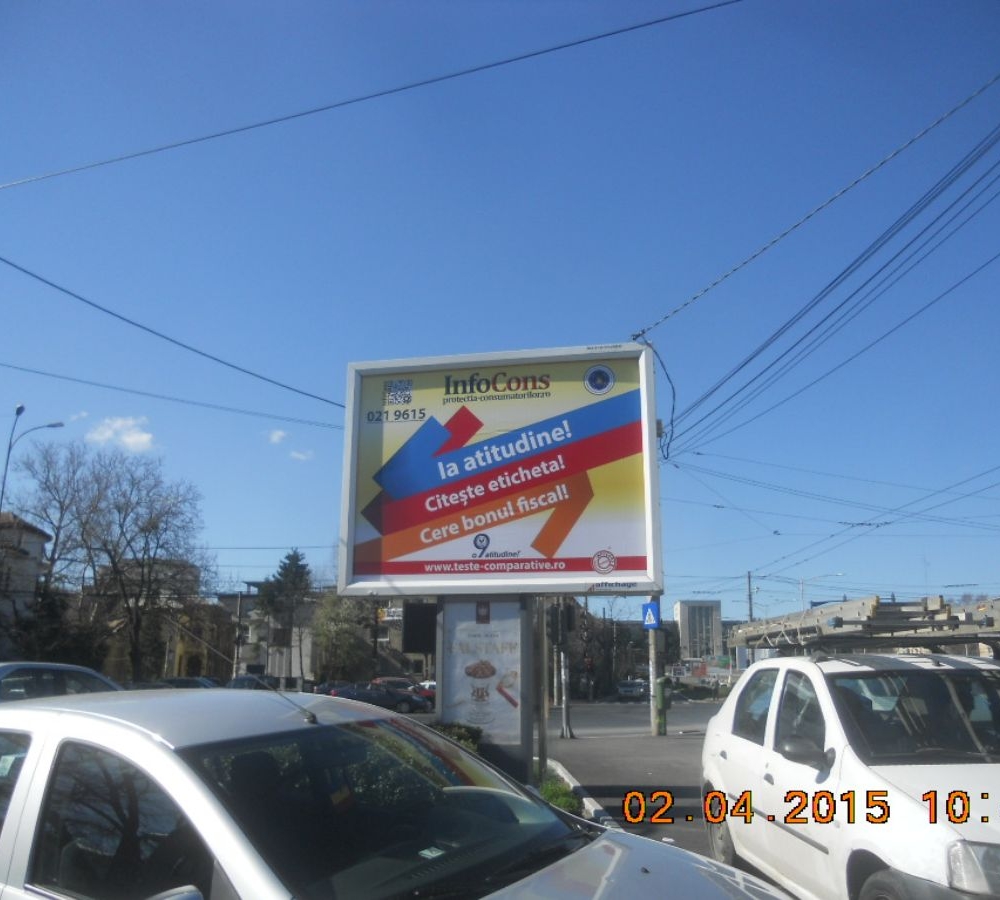 InfoCons
protectia-consumatorilor.ro
021 9615
Ia atitudine!
Citește eticheta!
Cere bonul fiscal!
9 atitudine!
www.teste-comparative.ro
affichage
02.04.2015 10: